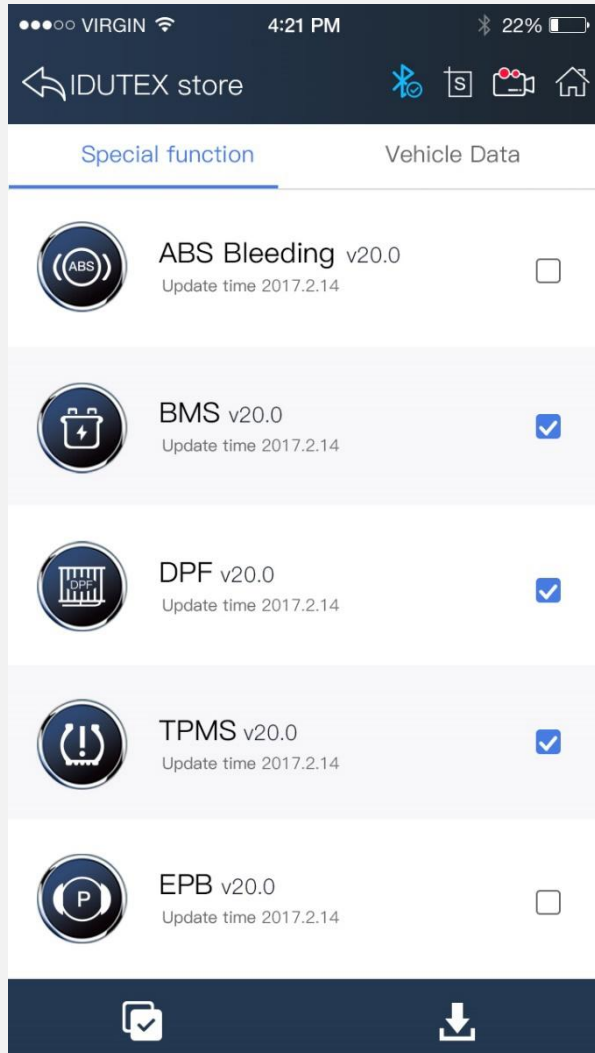 VIRGIN 4:21 PM 22%
IDUTEX store S
Special function Vehicle Data
ABS ABS Bleeding v20.0
Update time 2017.2.14
BMS v20.0
Update time 2017.2.14
DPF DPF v20.0
Update time 2017.2.14
TPMS v20.0
Update time 2017.2.14
P EPB v20.0
Update time 2017.2.14